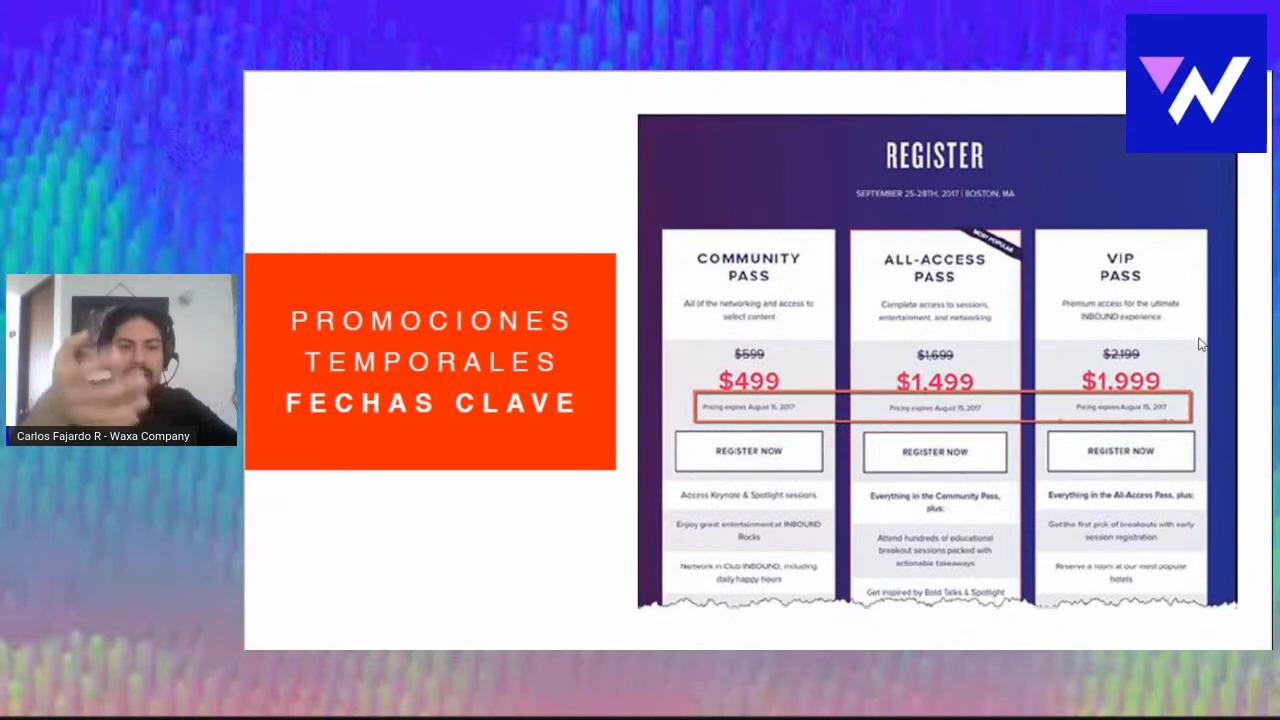 PROMOCIONES
TEMPORALES
FECHAS CLAVE
Carlos Fajardo R - Waxa Company
REGISTER
SEPTEMBER 25-28TH, 2017 | BOSTON, MA
COMMUNITY
PASS
All of the networking and access to
select content
$599
$499
Pricing expires August 15, 2017
REGISTER NOW
Access Keynote & Spotlight sessions
Enjoy great entertainment at INBOUND
Rocks
Network in Club INBOUND, including
daily happy hours
MOST POPULAR
ALL-ACCESS
PASS
Complete access to sessions,
entertainment, and networking
$1,699
$1,499
Pricing expires August 15, 2017
REGISTER NOW
Everything in the Community Pass,
plus:
Attend hundreds of educational
breakout sessions packed with
actionable takeaways
Get inspired by Bold Talks & Spotlight
VIP
PASS
Premium access for the ultimate
INBOUND experience
$2,199
$1,999
Pricing expires August 15, 2017
REGISTER NOW
Everything in the All-Access Pass, plus:
Get the first pick of breakouts with early
session registration
Reserve a room at our most popular
hotels